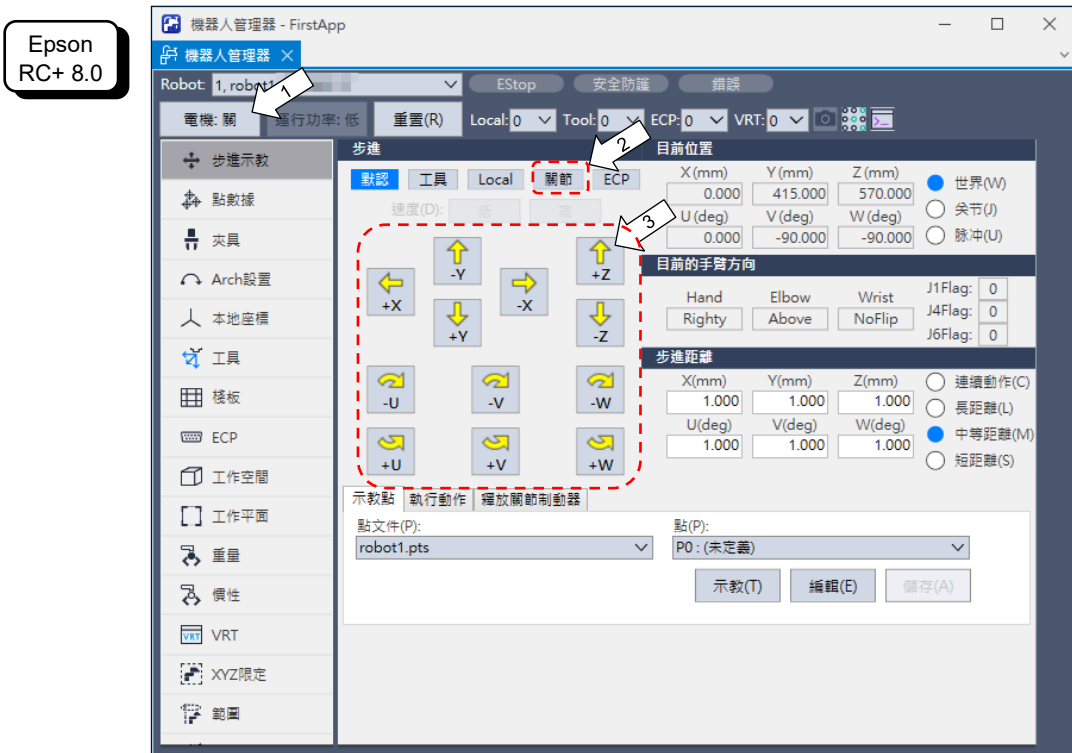 Epson
RC+ 8.0
機器人管理器 - FirstApp
機器人管理器
Robot: 1, robot1 EStop 安全防護 錯誤
1
電機: 關 運行功率: 低 重置(R) Local: 0 Tool: 0 ECP: 0 VRT: 0
2
步進示教
點數據
夾具
Arch設置
本地座標
工具
棧板
ECP
工作空間
工作平面
重量
慣性
VRT
XYZ限定
範圍
步進
默認 工具 Local 關節 ECP
速度(D): 低 高
3
-Y +Z
+X -X
+Y -Z
-U -V -W
+U +V +W
目前位置
X (mm) Y (mm) Z (mm)
0.000 415.000 570.000
U (deg) V (deg) W (deg)
0.000 -90.000 -90.000
世界(W)
关节(J)
脉冲(U)
目前的手臂方向
Hand Elbow Wrist
Righty Above NoFlip
J1Flag: 0
J4Flag: 0
J6Flag: 0
步進距離
X(mm) Y(mm) Z(mm)
1.000 1.000 1.000
U(deg) V(deg) W(deg)
1.000 1.000 1.000
連續動作(C)
長距離(L)
中等距離(M)
短距離(S)
示教點 執行動作 釋放關節制動器
點文件(P): 點(P):
robot1.pts P0 : (未定義)
示教(T) 編輯(E) 儲存(A)